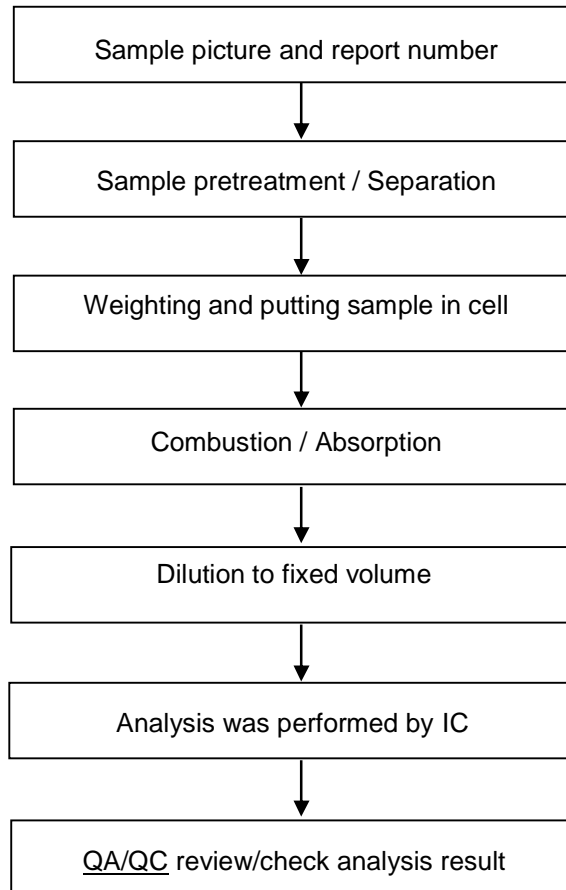 Sample picture and report number
Sample pretreatment / Separation
Weighting and putting sample in cell
Combustion / Absorption
Dilution to fixed volume
Analysis was performed by IC
QA/QC review/check analysis result